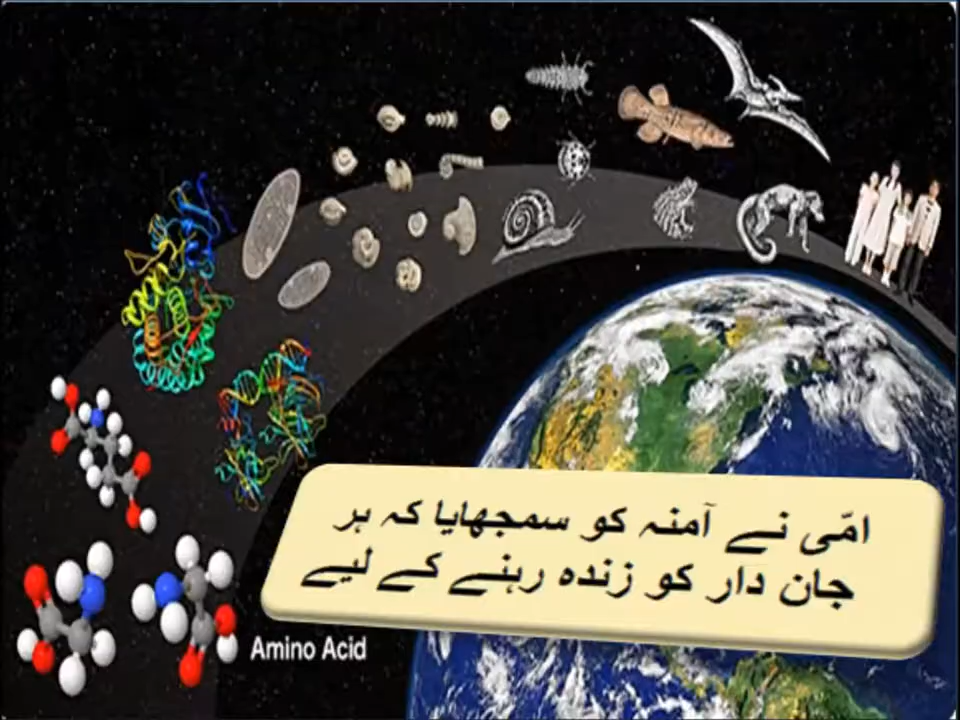 امّی نے آمنہ کو سمجھایا کہ ہر
جان دار کو زندہ رہنے کے لیے
Amino Acid